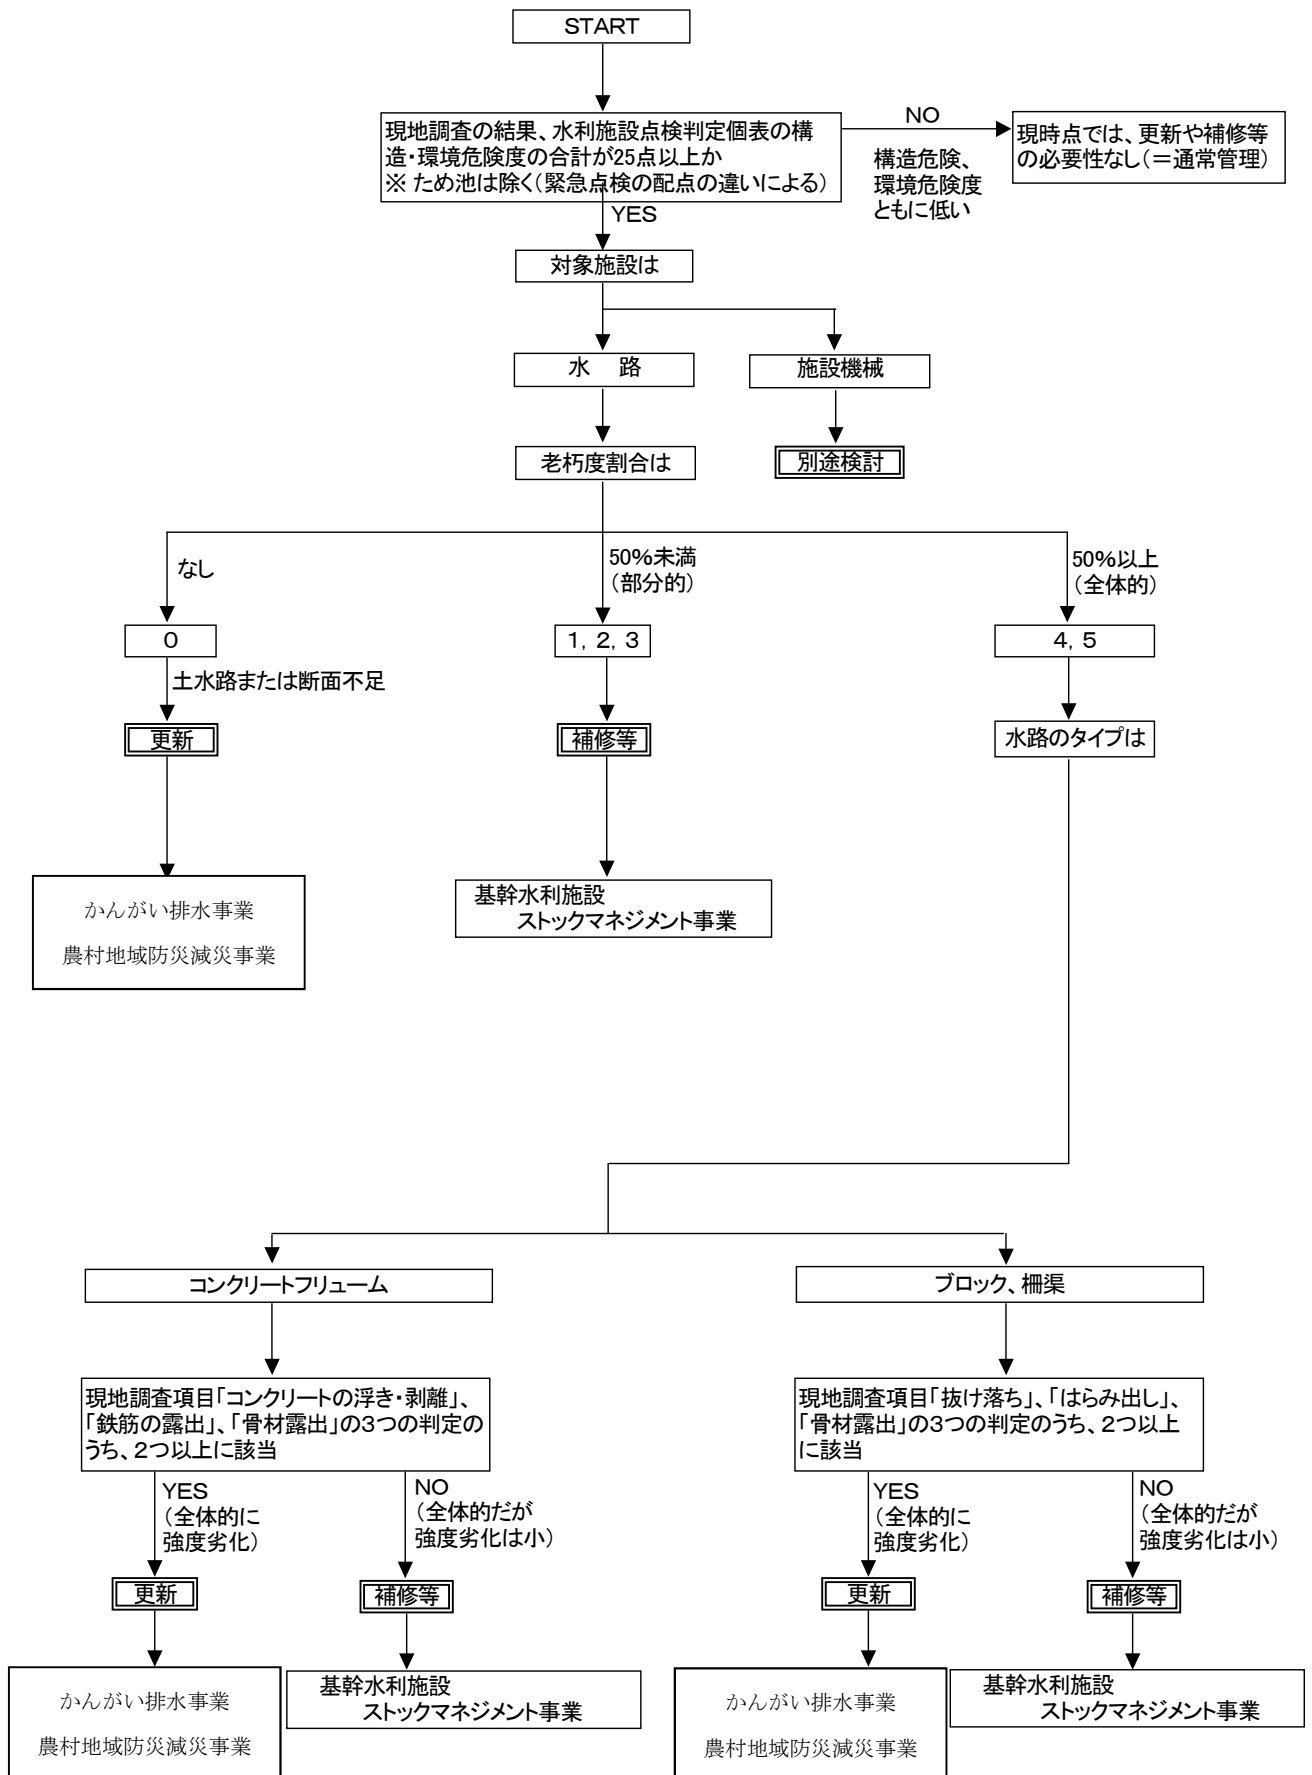 START
現地調査の結果、水利施設点検判定個表の構
造・環境危険度の合計が25点以上か
※ ため池は除く(緊急点検の配点の違いによる)
NO
構造危険、
環境危険度
ともに低い
現時点では、更新や補修等
の必要性なし(=通常管理)
YES
対象施設は
水 路
施設機械
老朽度割合は
別途検討
なし
50%未満
(部分的)
50%以上
(全体的)
0
1, 2, 3
4, 5
土水路または断面不足
更新
補修等
水路のタイプは
かんがい排水事業
農村地域防災減災事業
基幹水利施設
ストックマネジメント事業
コンクリートフリューム
ブロック、柵渠
現地調査項目「コンクリートの浮き・剥離」、
「鉄筋の露出」、「骨材露出」の3つの判定の
うち、2つ以上に該当
現地調査項目「抜け落ち」、「はらみ出し」、
「骨材露出」の3つの判定のうち、2つ以上
に該当
YES
(全体的に
強度劣化)
NO
(全体的だが
強度劣化は小)
YES
(全体的に
強度劣化)
NO
(全体的だが
強度劣化は小)
更新
補修等
更新
補修等
かんがい排水事業
農村地域防災減災事業
基幹水利施設
ストックマネジメント事業
かんがい排水事業
農村地域防災減災事業
基幹水利施設
ストックマネジメント事業